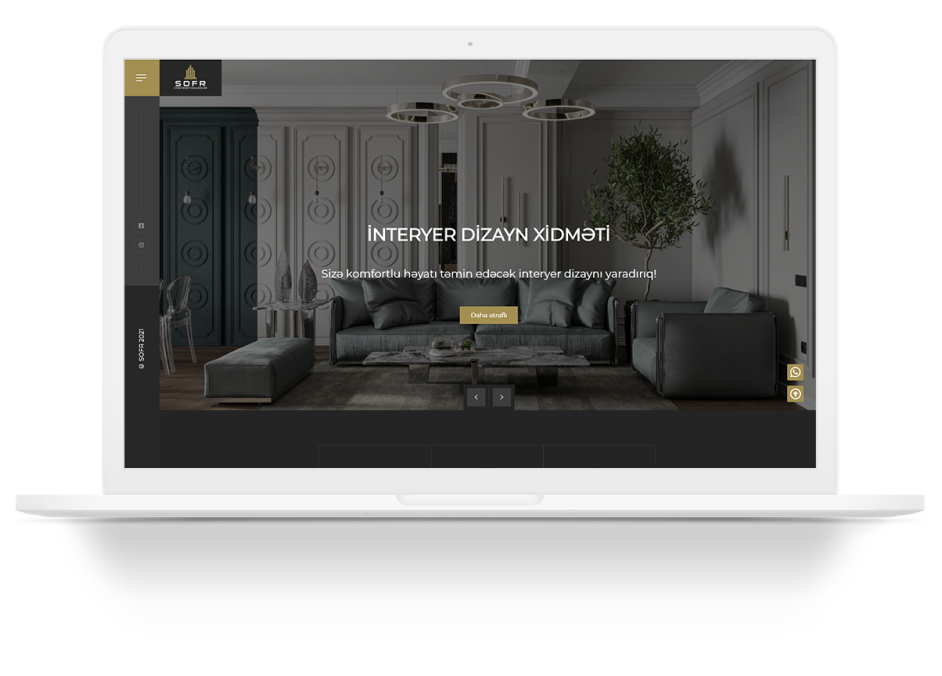 SOFR
İNTERYER DİZAYN XİDMƏTİ
Sizə komfortlu həyatı təmin edəcək interyer dizaynı yaradırıq!
Daha ətraflı
© SOFR 2021